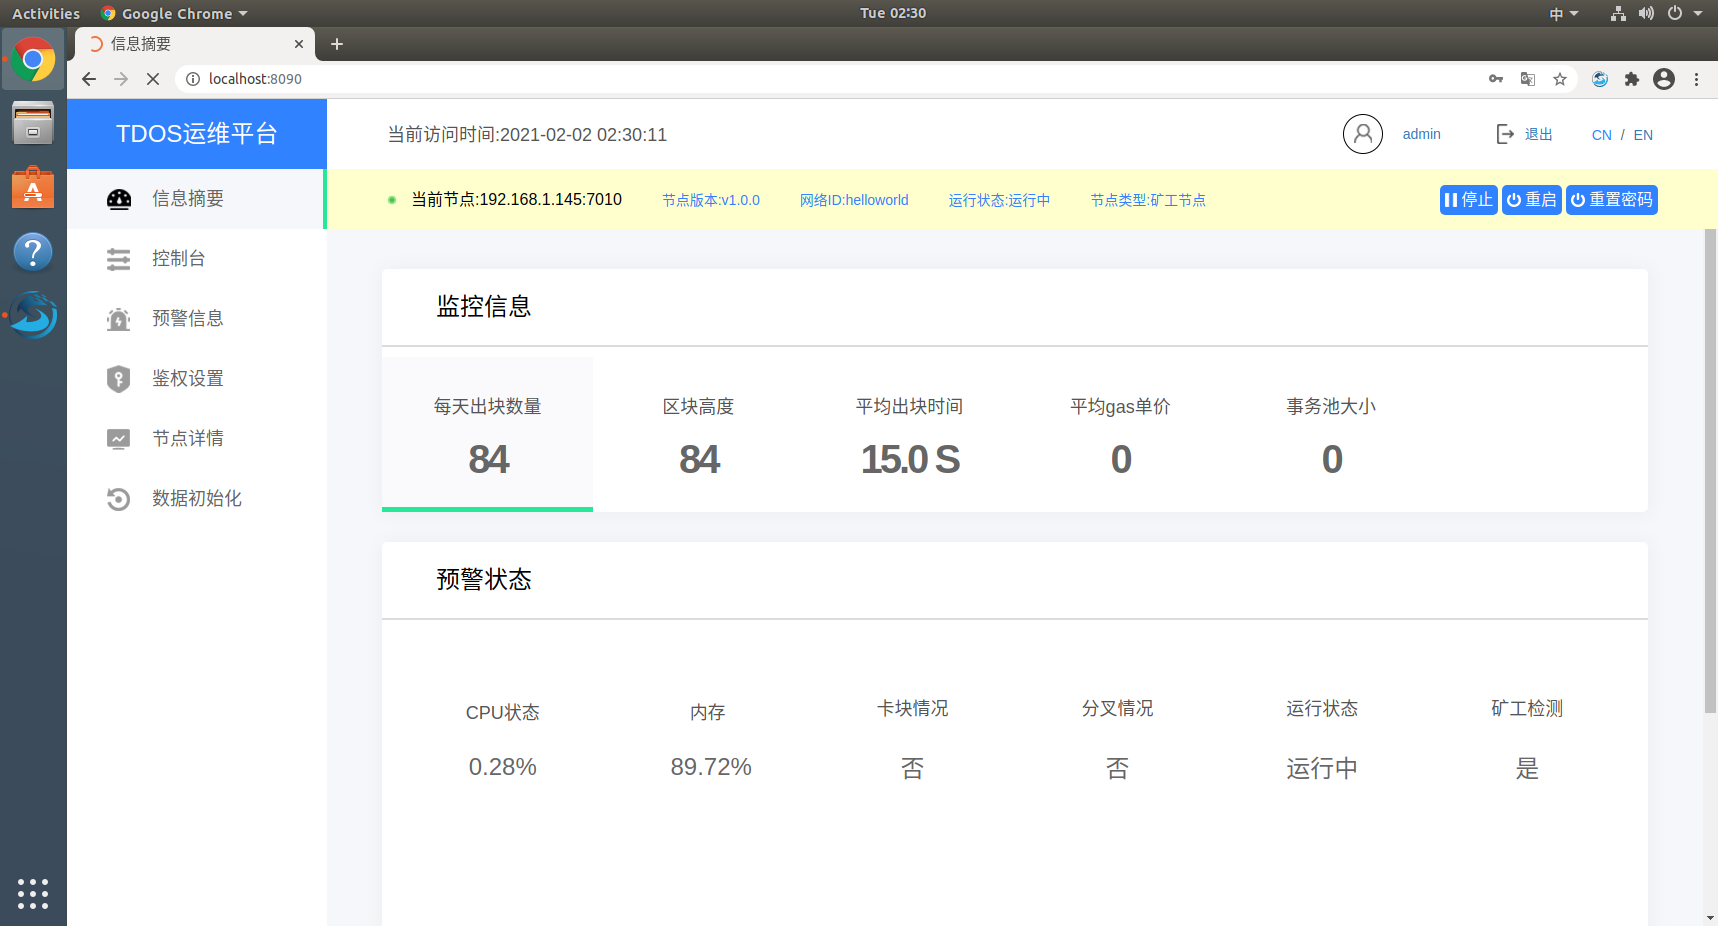 Activities Google Chrome Tue 02:30 中
信息摘要
localhost:8090
TDOS运维平台 当前访问时间:2021-02-02 02:30:11 admin 退出 CN / EN
信息摘要 当前节点:192.168.1.145:7010 节点版本:v1.0.0 网络ID:helloworld 运行状态:运行中 节点类型:矿工节点 停止 重启 重置密码
控制台
预警信息
鉴权设置
节点详情
数据初始化
监控信息
每天出块数量 区块高度 平均出块时间 平均gas单价 事务池大小
84 84 15.0 S 0 0
预警状态
CPU状态 内存 卡块情况 分叉情况 运行状态 矿工检测
0.28% 89.72% 否 否 运行中 是